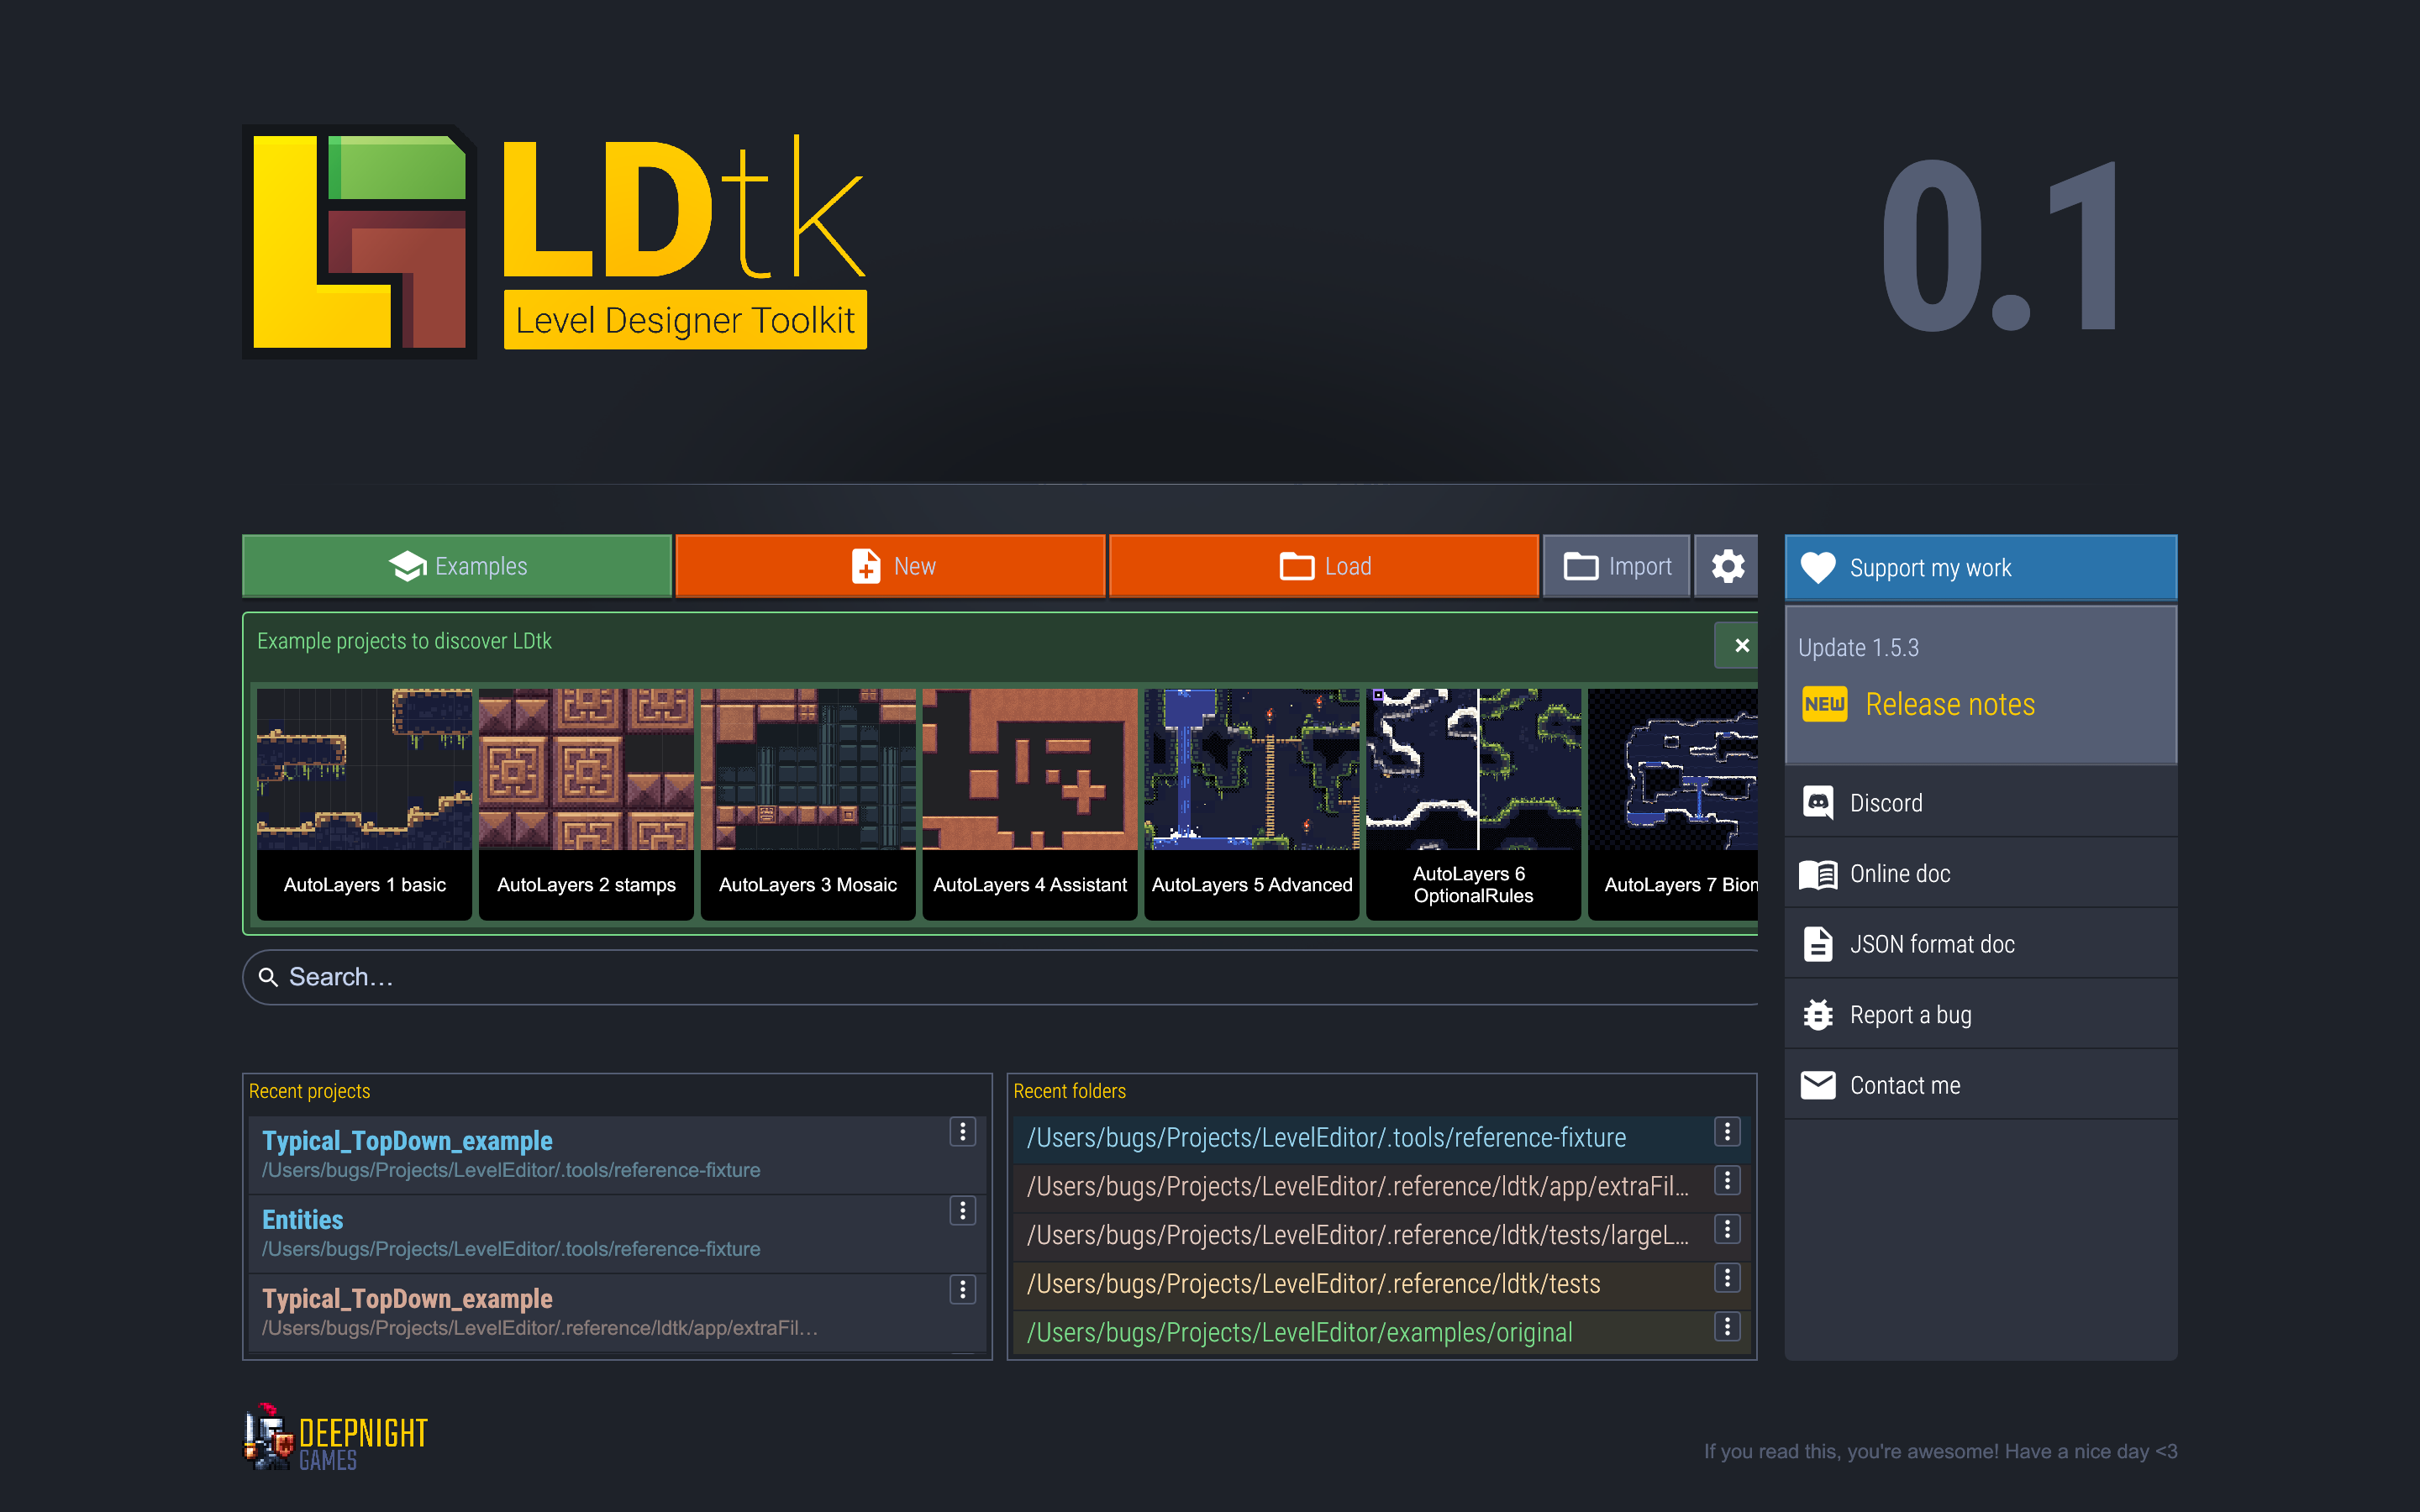 LDtk
Level Designer Toolkit
0.1
Examples
New
Load
Import
Example projects to discover LDtk
AutoLayers 1 basic
AutoLayers 2 stamps
AutoLayers 3 Mosaic
AutoLayers 4 Assistant
AutoLayers 5 Advanced
AutoLayers 6
OptionalRules
AutoLayers 7
Search...
Recent projects
Typical_TopDown_example
/Users/bugs/Projects/LevelEditor/.tools/reference-fixture
Entities
/Users/bugs/Projects/LevelEditor/.tools/reference-fixture
Typical_TopDown_example
/Users/bugs/Projects/LevelEditor/.reference/ldtk/app/extraFil...
Recent folders
/Users/bugs/Projects/LevelEditor/.tools/reference-fixture
/Users/bugs/Projects/LevelEditor/.reference/ldtk/app/extraFil...
/Users/bugs/Projects/LevelEditor/.reference/ldtk/tests/largeL...
/Users/bugs/Projects/LevelEditor/.reference/ldtk/tests
/Users/bugs/Projects/LevelEditor/examples/original
Support my work
Update 1.5.3
NEW Release notes
Discord
Online doc
JSON format doc
Report a bug
Contact me
DEEPNIGHT
GAMES
If you read this, you're awesome! Have a nice day <3